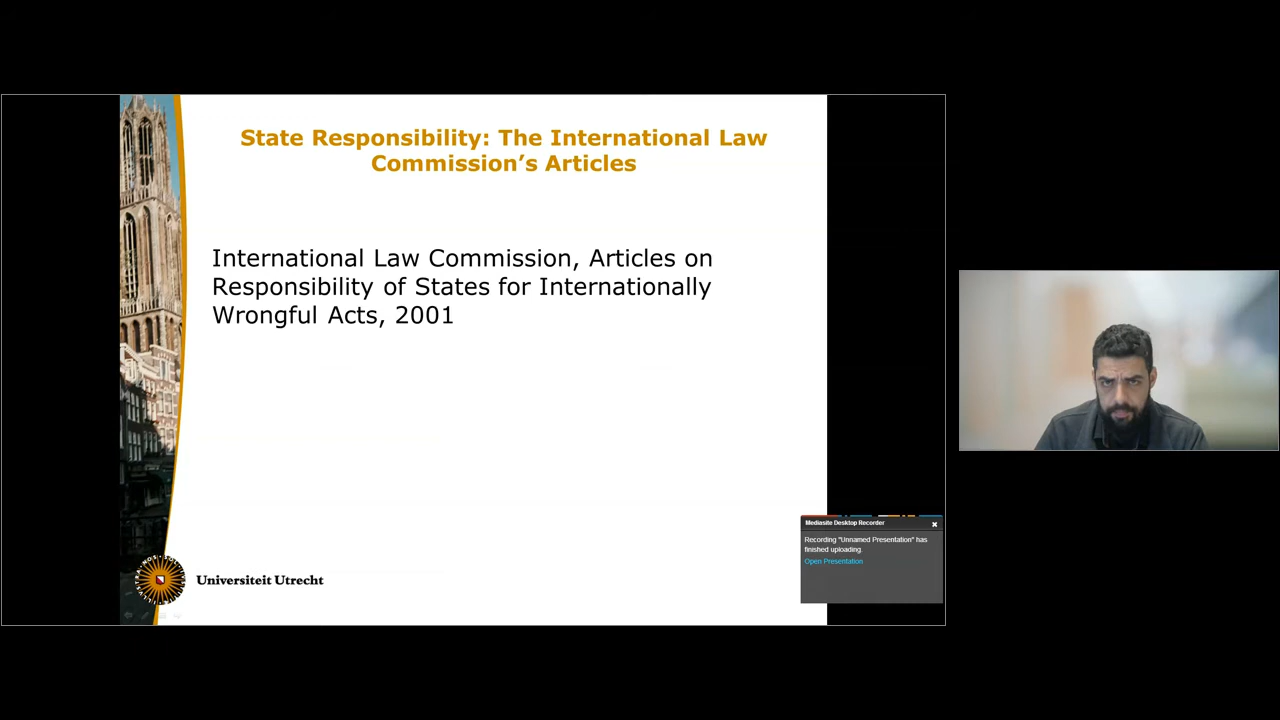 State Responsibility: The International Law
Commission’s Articles
International Law Commission, Articles on
Responsibility of States for Internationally
Wrongful Acts, 2001
Universiteit Utrecht
Mediasite Desktop Recorder
Recording "Unnamed Presentation" has
finished uploading.
Open Presentation